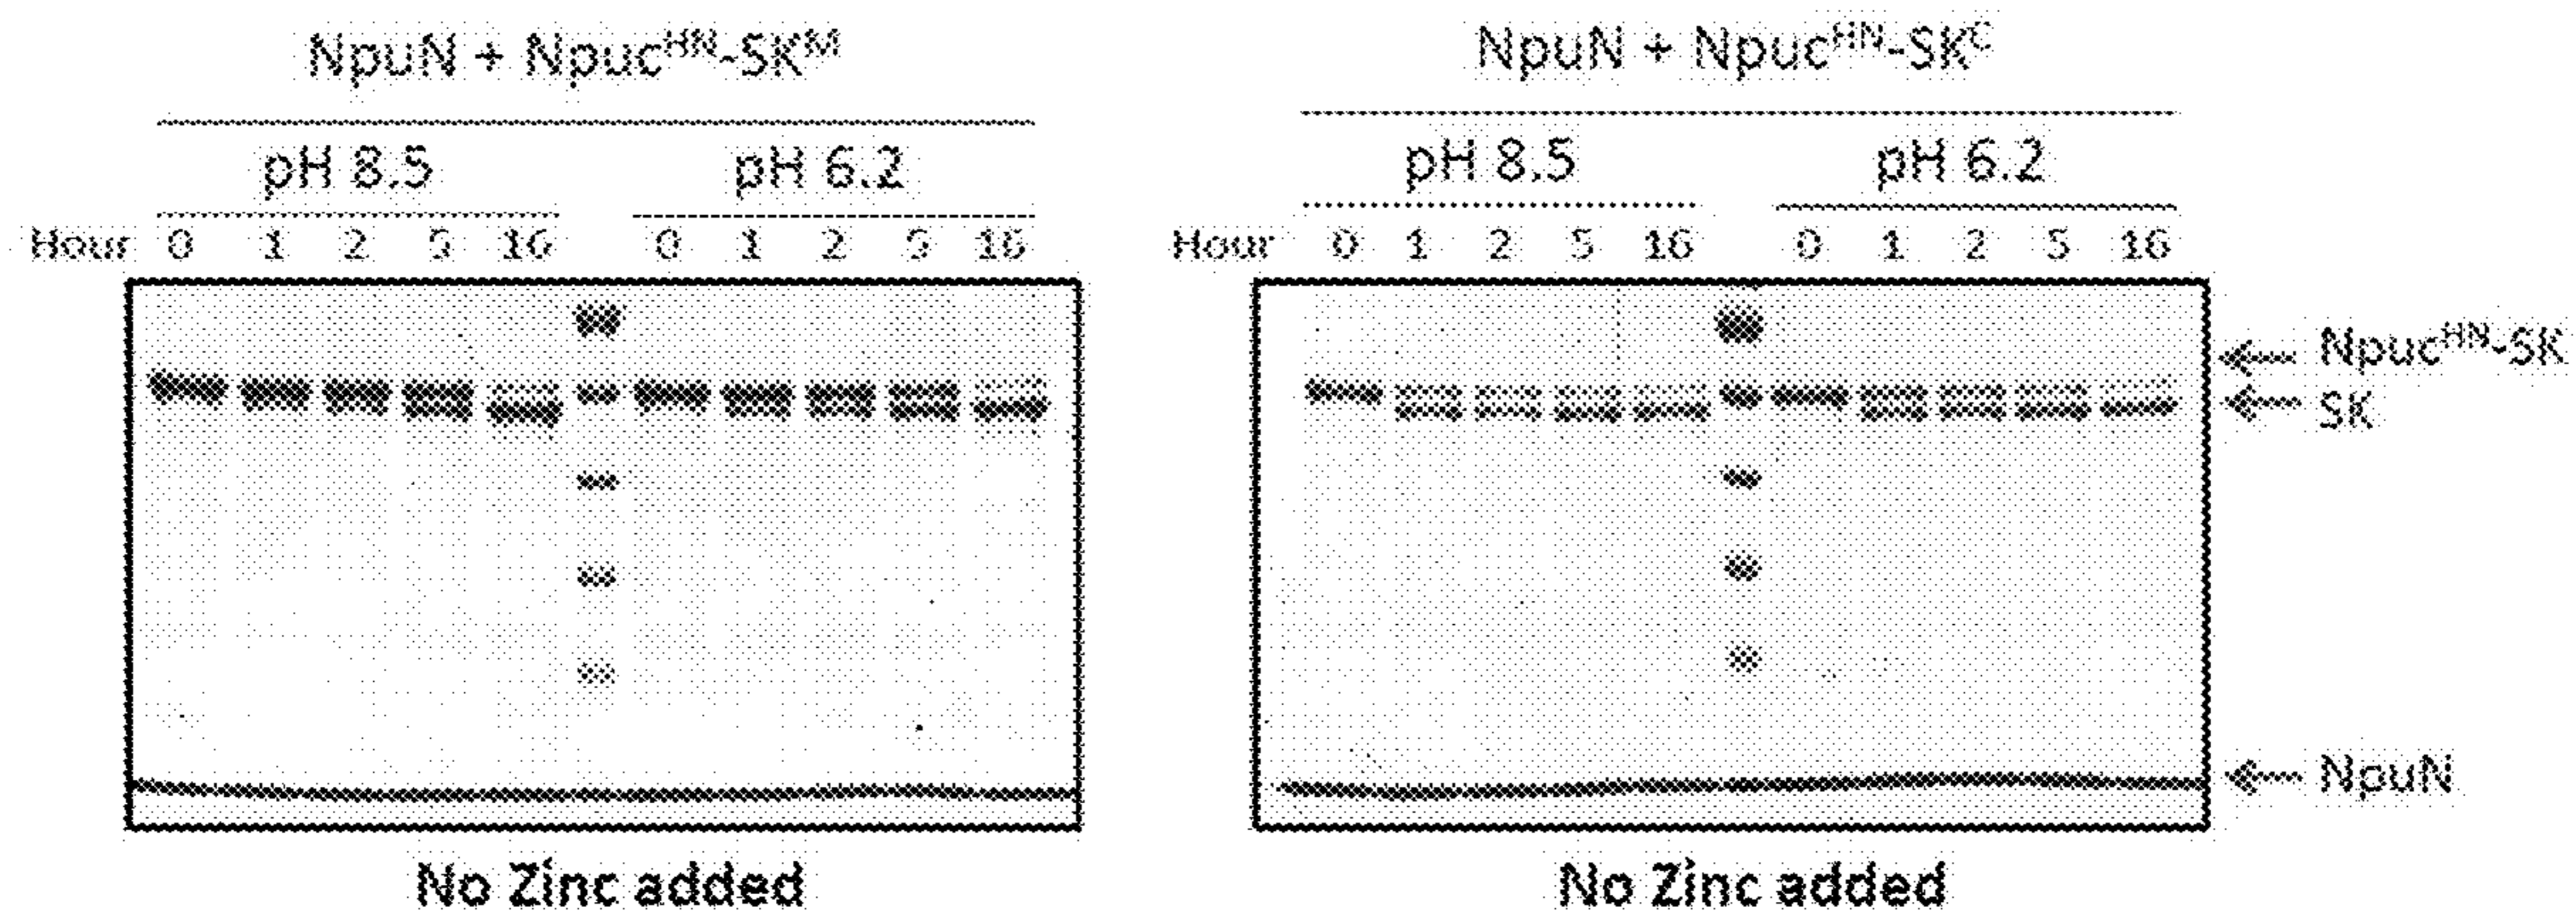 NpuN + Npuc^HN-SK^M
pH 8.5 pH 6.2
Hour 0 1 2 5 16 0 1 2 5 16
No Zinc added
NpuN + Npuc^HN-SK^C
pH 8.5 pH 6.2
Hour 0 1 2 5 16 0 1 2 5 16
No Zinc added
Npuc^HN-SK
SK
NpuN